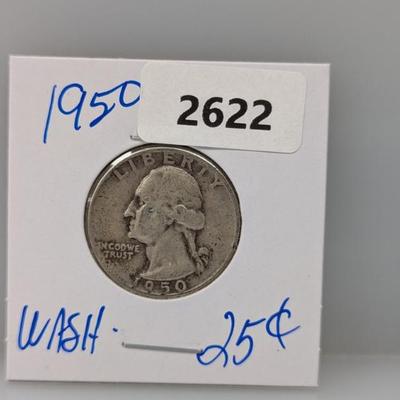 1950
2622
LIBERTY
IN GOD WE
TRUST
1950
WASH.
25¢